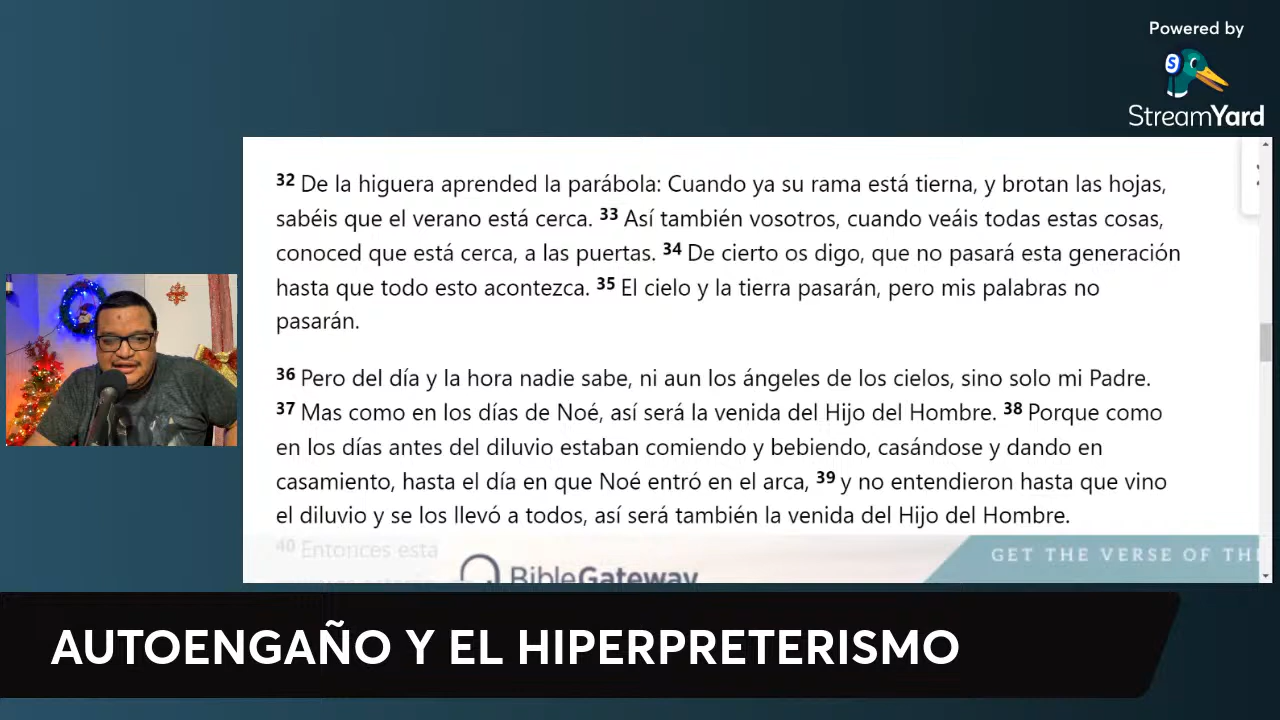 Powered by
StreamYard
32 De la higuera aprended la parábola: Cuando ya su rama está tierna, y brotan las hojas,
sabéis que el verano está cerca. 33 Así también vosotros, cuando veáis todas estas cosas,
conoced que está cerca, a las puertas. 34 De cierto os digo, que no pasará esta generación
hasta que todo esto acontezca. 35 El cielo y la tierra pasarán, pero mis palabras no
pasarán.
36 Pero del día y la hora nadie sabe, ni aun los ángeles de los cielos, sino solo mi Padre.
37 Mas como en los días de Noé, así será la venida del Hijo del Hombre. 38 Porque como
en los días antes del diluvio estaban comiendo y bebiendo, casándose y dando en
casamiento, hasta el día en que Noé entró en el arca, 39 y no entendieron hasta que vino
el diluvio y se los llevó a todos, así será también la venida del Hijo del Hombre.
40 Entonces esta
BibleGateway
GET THE VERSE OF TH
AUTOENGAÑO Y EL HIPERPRETERISMO